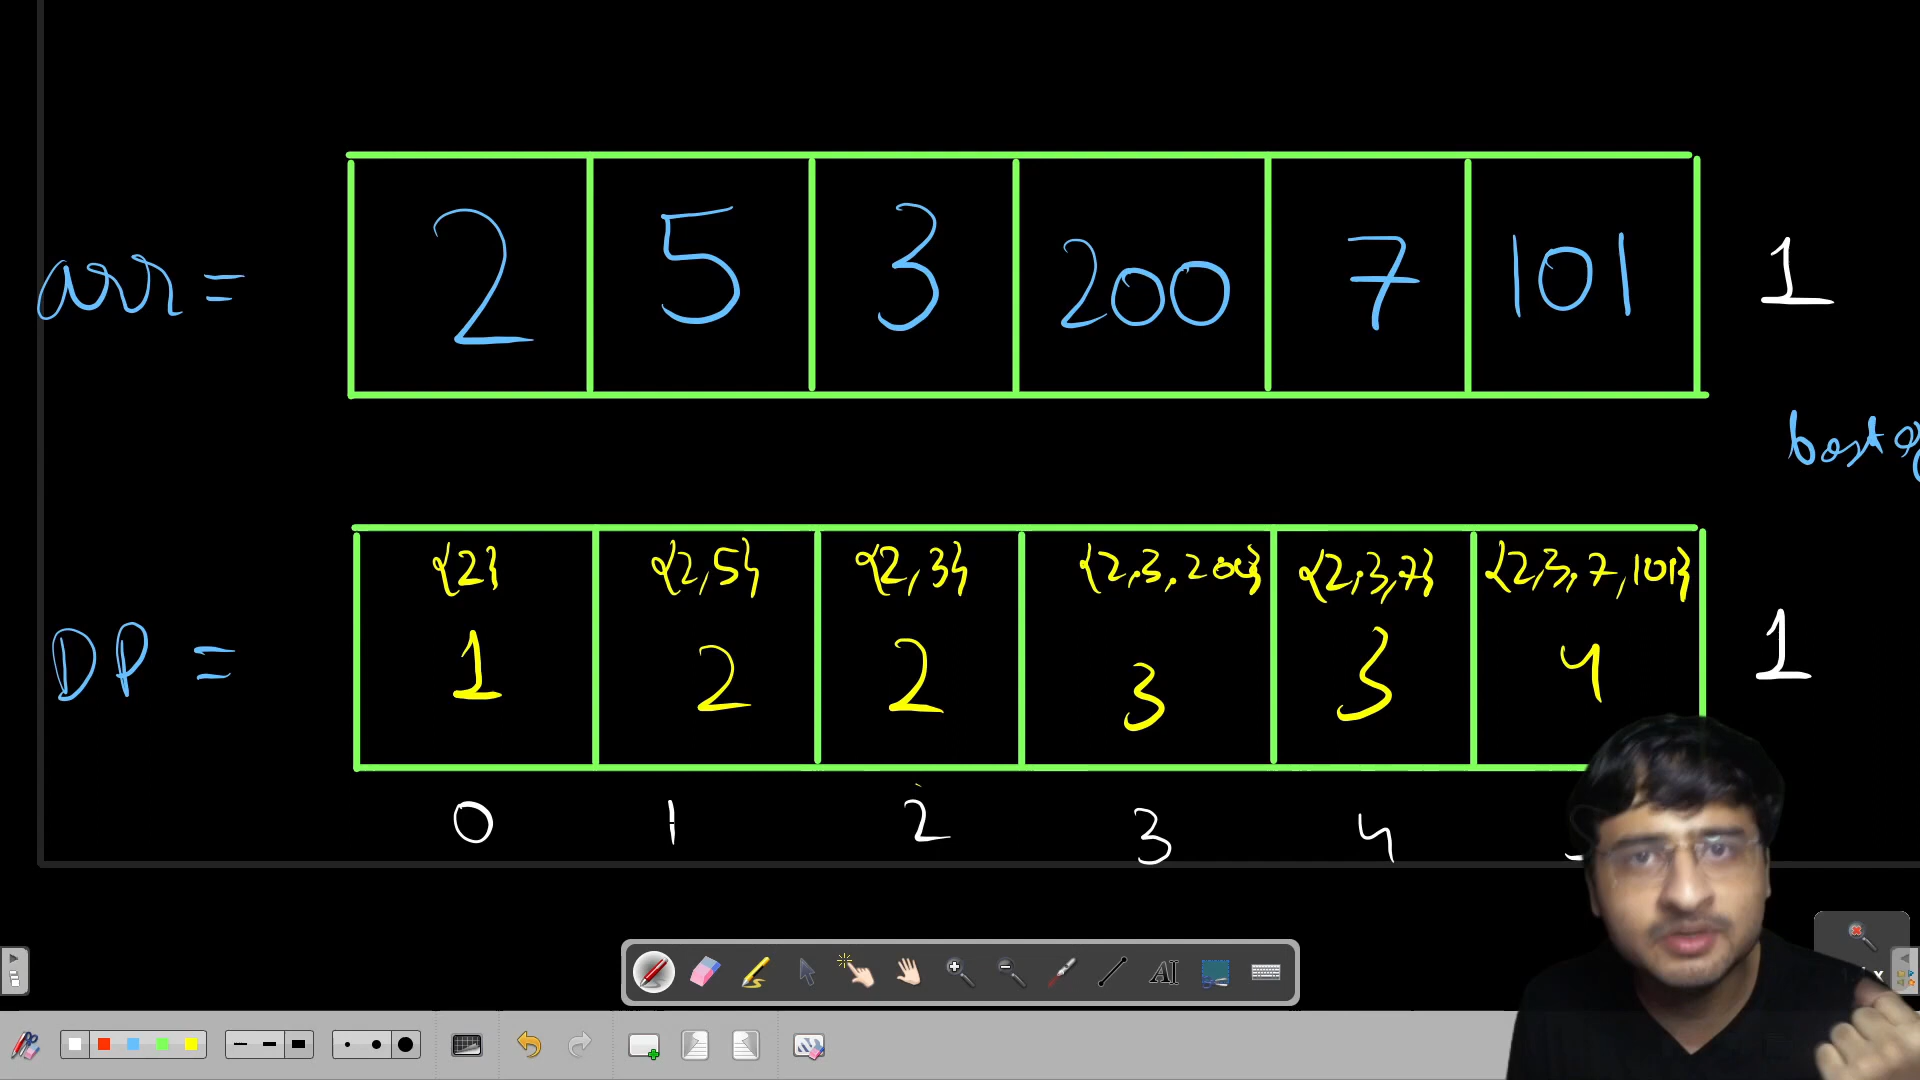 arr = 2 5 3 200 7 101 1
DP = {2} {2,5} {2,3} {2,3,200} {2,3,7} {2,3,7,101}
1 2 2 3 3 4 1
0 1 2 3 4
AI